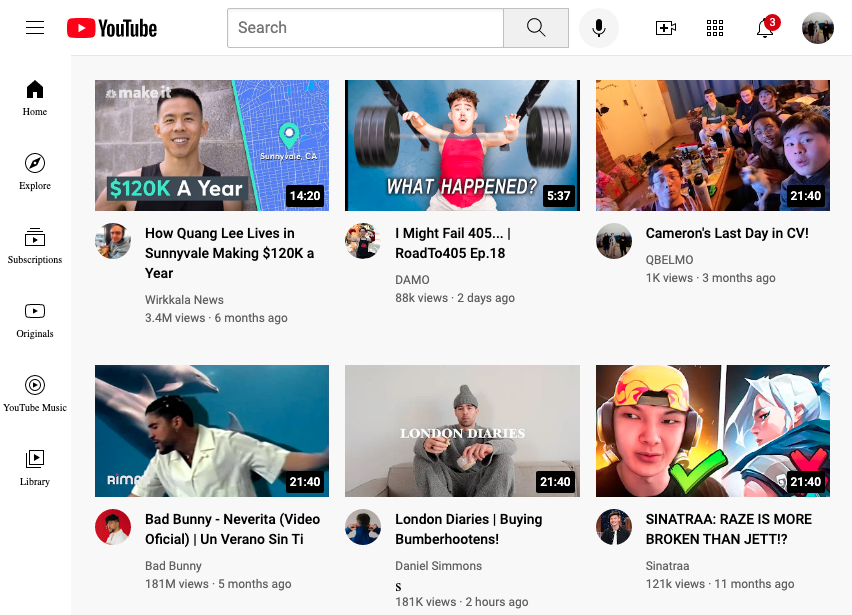 YouTube
Search
3
Home
Explore
Subscriptions
Originals
YouTube Music
Library
make it
Sunnyvale, CA
$120K A Year
14:20
How Quang Lee Lives in
Sunnyvale Making $120K a
Year
Wirkkala News
3.4M views · 6 months ago
WHAT HAPPENED?
5:37
I Might Fail 405... |
RoadTo405 Ep.18
DAMO
88k views · 2 days ago
21:40
Cameron's Last Day in CV!
QBELMO
1K views · 3 months ago
RIMAS
21:40
Bad Bunny - Neverita (Video
Oficial) | Un Verano Sin Ti
Bad Bunny
181M views · 5 months ago
LONDON DIARIES
21:40
London Diaries | Buying
Bumberhootens!
Daniel Simmons
s
181K views · 2 hours ago
21:40
SINATRAA: RAZE IS MORE
BROKEN THAN JETT!?
Sinatraa
121k views · 11 months ago